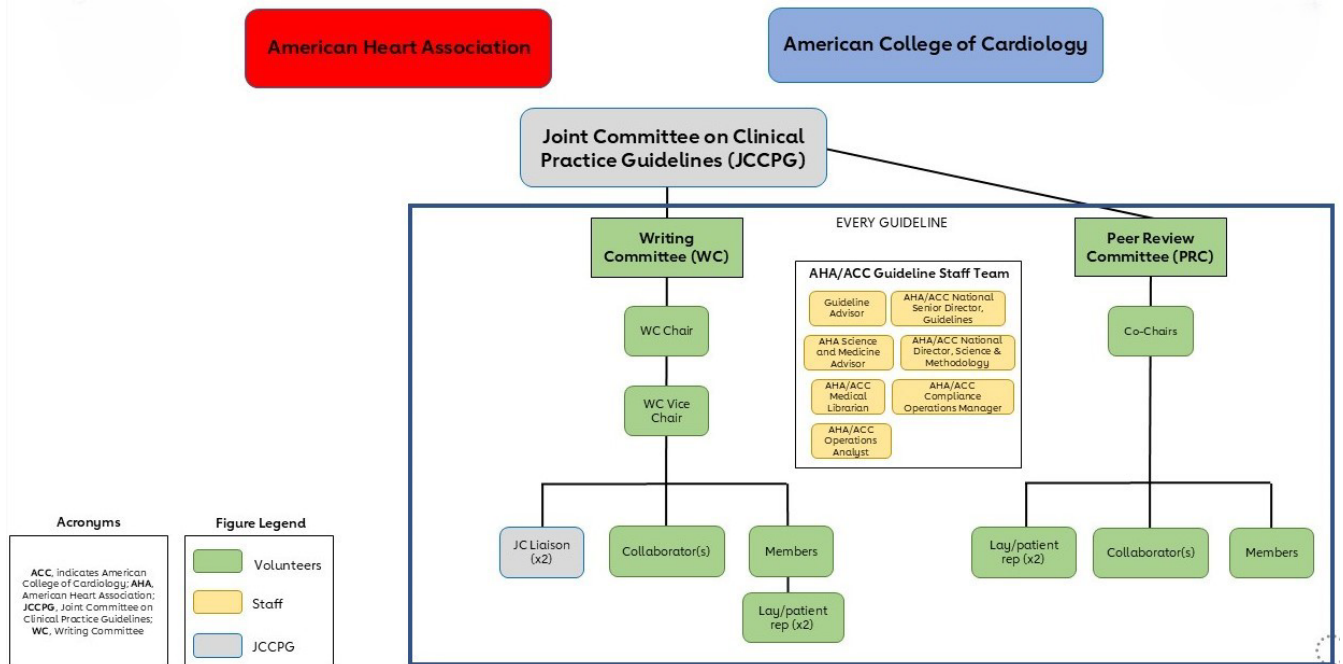 American Heart Association
American College of Cardiology
Joint Committee on Clinical
Practice Guidelines (JCCPG)
EVERY GUIDELINE
Writing
Committee (WC)
WC Chair
WC Vice
Chair
JC Liaison
(x2)
Collaborator(s)
Members
Lay/patient
rep (x2)
AHA/ACC Guideline Staff Team
Guideline
Advisor
AHA/ACC National
Senior Director,
Guidelines
AHA Science
and Medicine
Advisor
AHA/ACC National
Director, Science &
Methodology
AHA/ACC
Medical
Librarian
AHA/ACC
Compliance
Operations Manager
AHA/ACC
Operations
Analyst
Peer Review
Committee (PRC)
Co-Chairs
Lay/patient
rep (x2)
Collaborator(s)
Members
Acronyms
ACC, indicates American
College of Cardiology; AHA,
American Heart Association;
JCCPG, Joint Committee on
Clinical Practice Guidelines;
WC, Writing Committee
Figure Legend
Volunteers
Staff
JCCPG